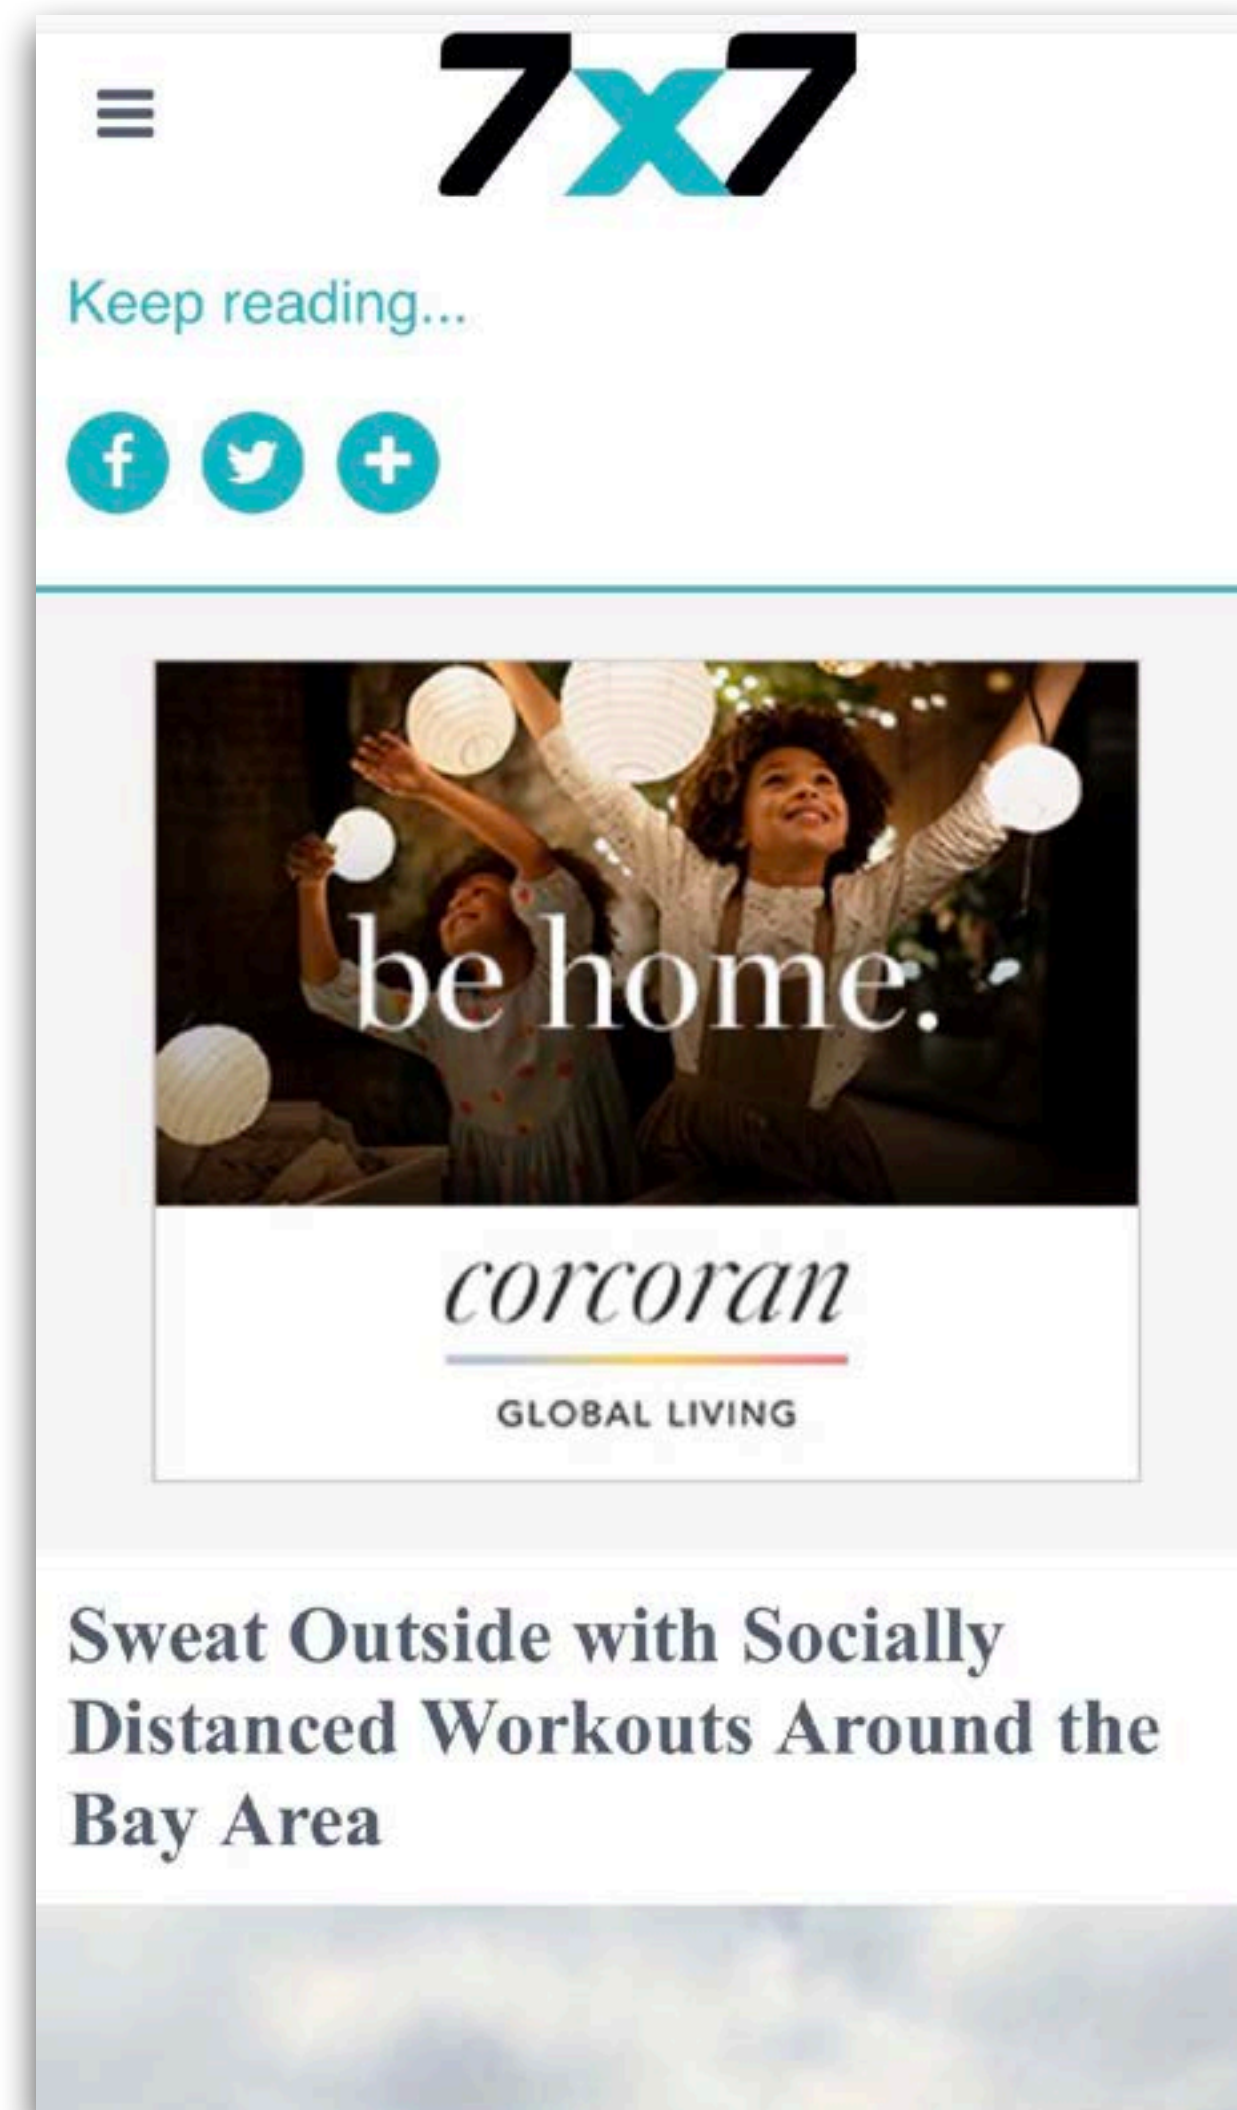 7x7
Keep reading...
be home.
corcoran
GLOBAL LIVING
Sweat Outside with Socially
Distanced Workouts Around the
Bay Area